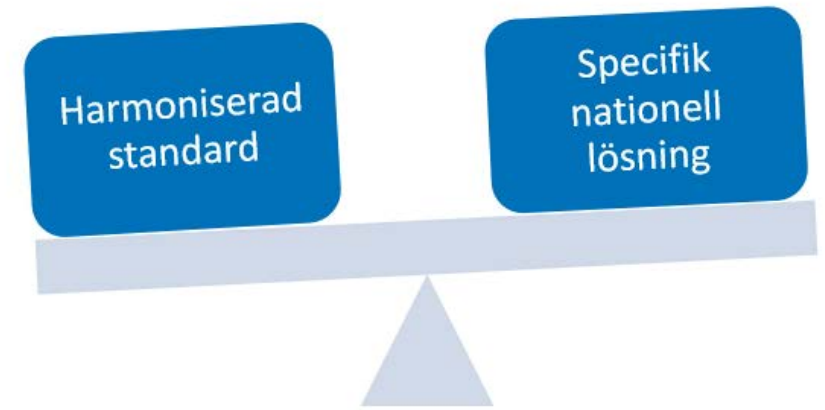 Harmoniserad
standard
Specifik
nationell
lösning